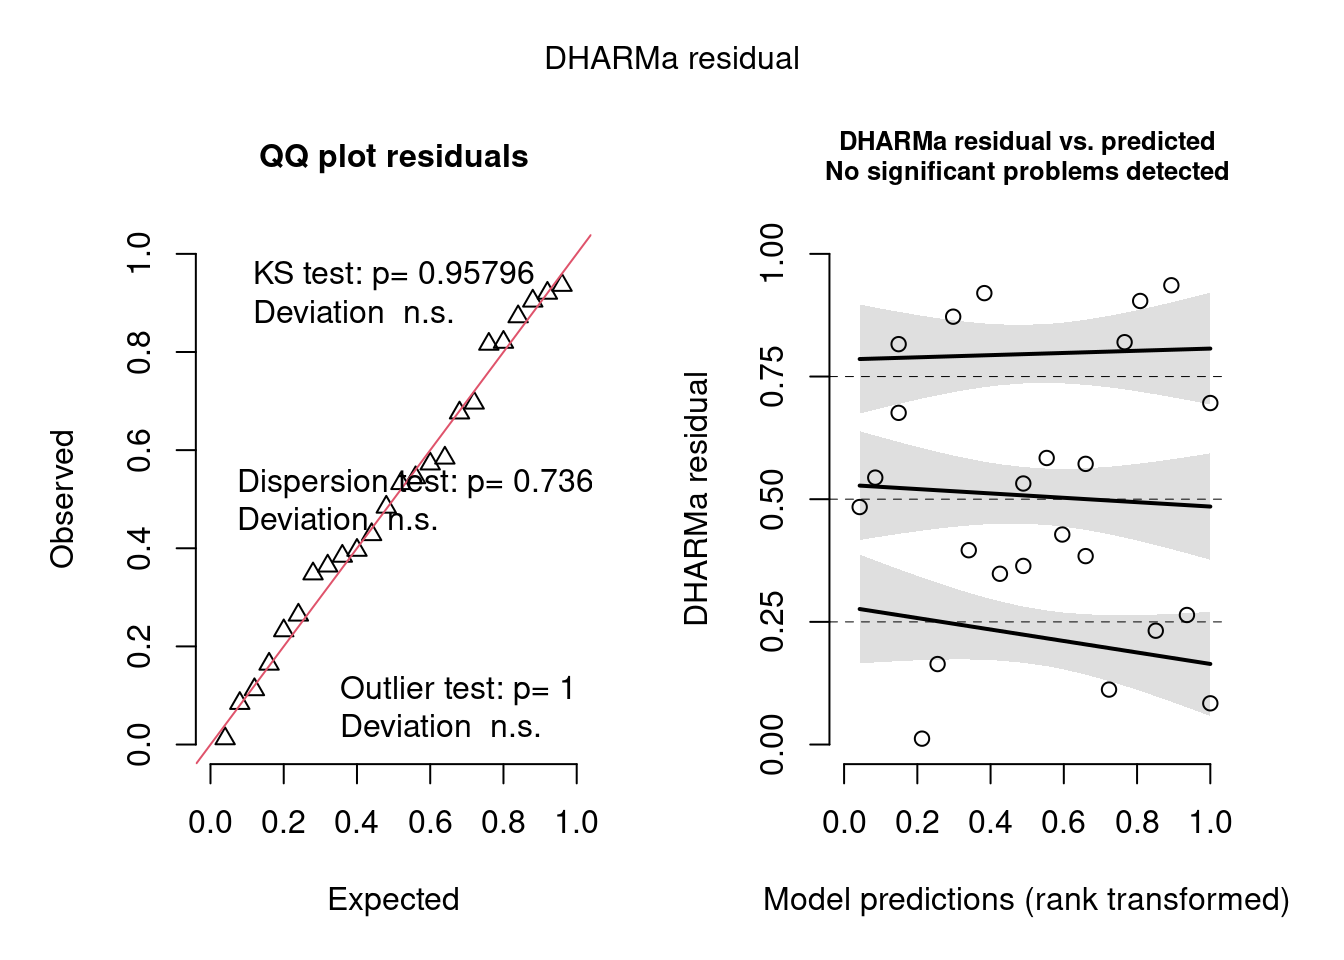 DHARMa residual
QQ plot residuals
KS test: p= 0.95796
Deviation  n.s.
Dispersion test: p= 0.736
Deviation  n.s.
Outlier test: p= 1
Deviation  n.s.
Observed
1.0
0.8
0.6
0.4
0.2
0.0
0.0 0.2 0.4 0.6 0.8 1.0
Expected
DHARMa residual vs. predicted
No significant problems detected
DHARMa residual
1.00
0.75
0.50
0.25
0.00
0.0 0.2 0.4 0.6 0.8 1.0
Model predictions (rank transformed)